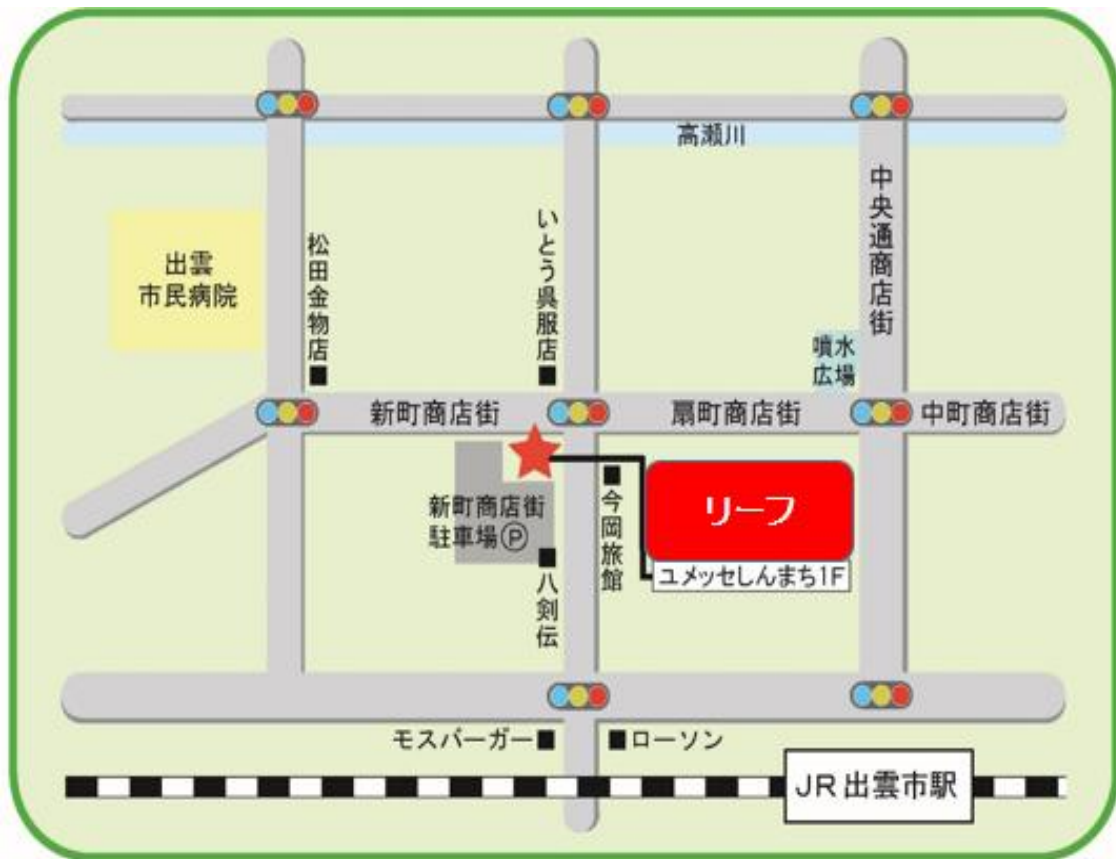 高瀬川
中央通商店街
いとう呉服店
松田金物店
出雲
市民病院
噴水
広場
新町商店街
扇町商店街
中町商店街
新町商店街
駐車場Ⓟ
今岡旅館
リーフ
ユメッセしんまち1F
八剣伝
モスバーガー
ローソン
JR出雲市駅